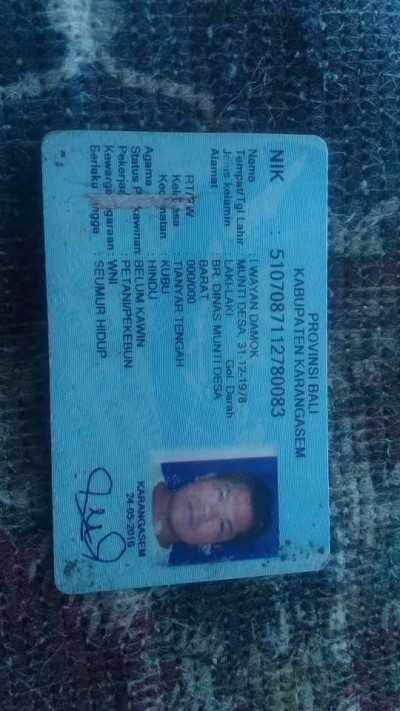 PROVINSI BALI
KABUPATEN KARANGASEM
NIK : 5107087112780083
Nama : I WAYAN DAMOK
Tempat/Tgl Lahir : MUNTI DESA, 31-12-1978
Jenis kelamin : LAKI-LAKI Gol. Darah
Alamat : BR. DINAS MUNTI DESA
BARAT
RT/RW : 000/000
Kel/Desa : TIANYAR TENGAH
Kecamatan : KUBU
Agama : HINDU
Status Perkawinan : BELUM KAWIN
Pekerjaan : PETANI/PEKEBUN
Kewarganegaraan : WNI
Berlaku Hingga : SEUMUR HIDUP
KARANGASEM
24-05-2016